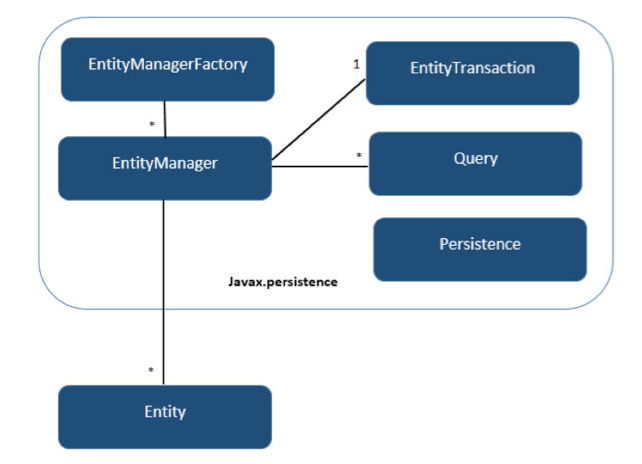 EntityManagerFactory
1
EntityTransaction
*
EntityManager
*
Query
Persistence
Javax.persistence
*
Entity